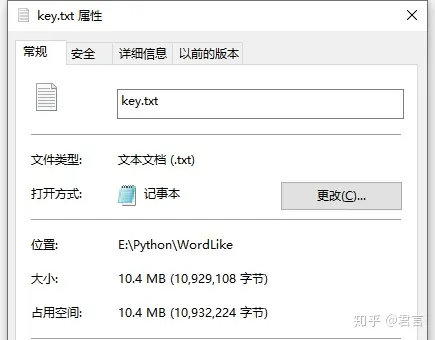 key.txt 属性
常规 安全 详细信息 以前的版本
key.txt
文件类型: 文本文档 (.txt)
打开方式: 记事本 更改(C)...
位置: E:\Python\WordLike
大小: 10.4 MB (10,929,108 字节)
占用空间: 10.4 MB (10,932,224 字节)
知乎 @君言